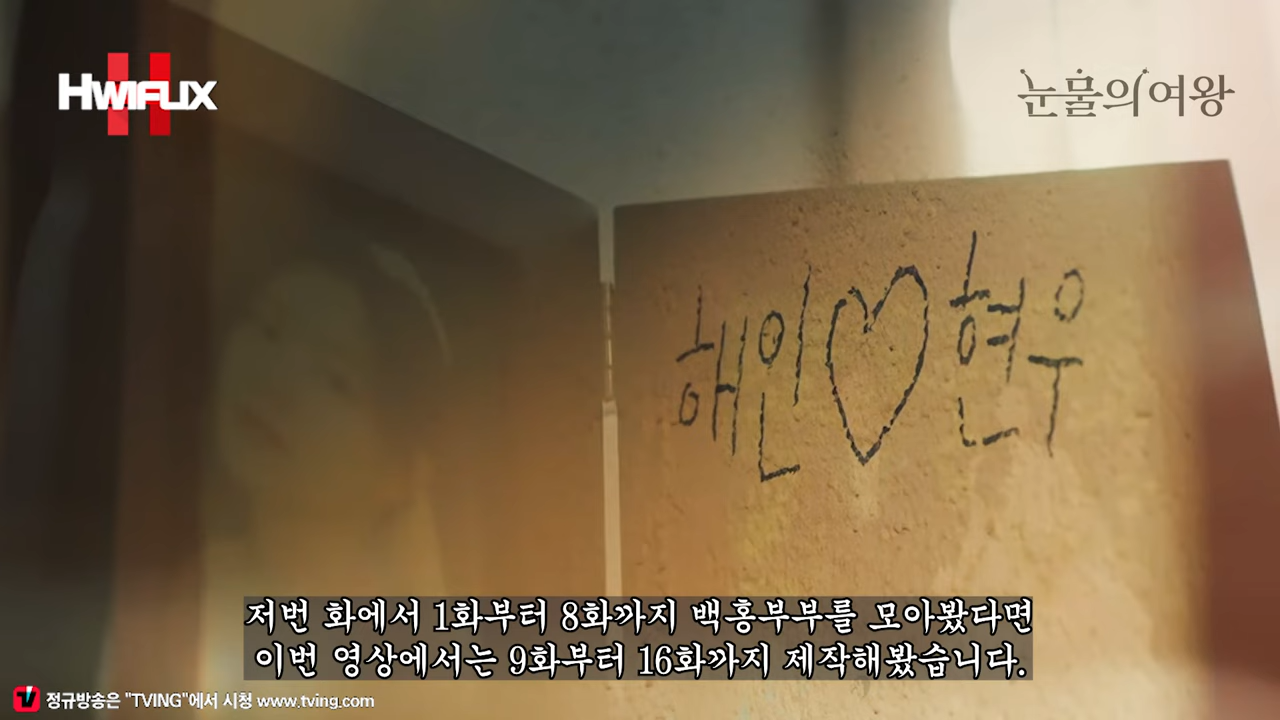 HWIFLIX
눈물의여왕
해인♡현우
저번 화에서 1화부터 8화까지 백홍부부를 모아봤다면
이번 영상에서는 9화부터 16화까지 제작해봤습니다.
정규방송은 "TVING"에서 시청 www.tving.com